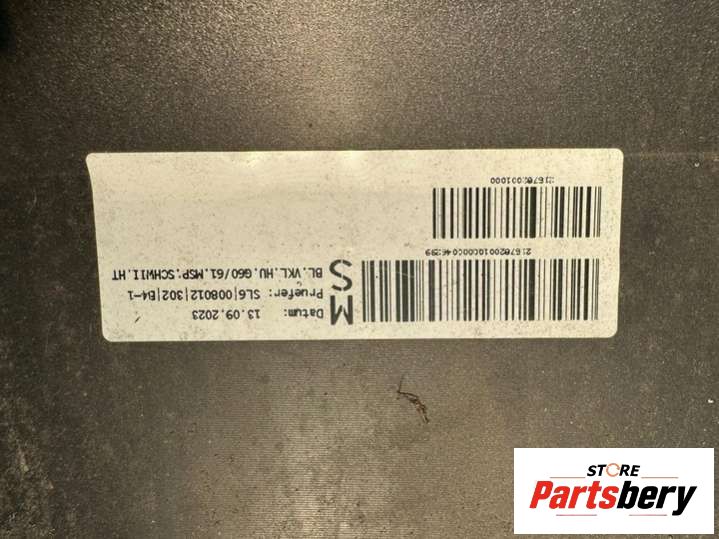 Datum: 13.09.2023
Pruefer: SL6|008012|302|B4-1
MS
BL.VKL.HU.G60/61.MSP.SCHWII.HT
STORE
Partsbery